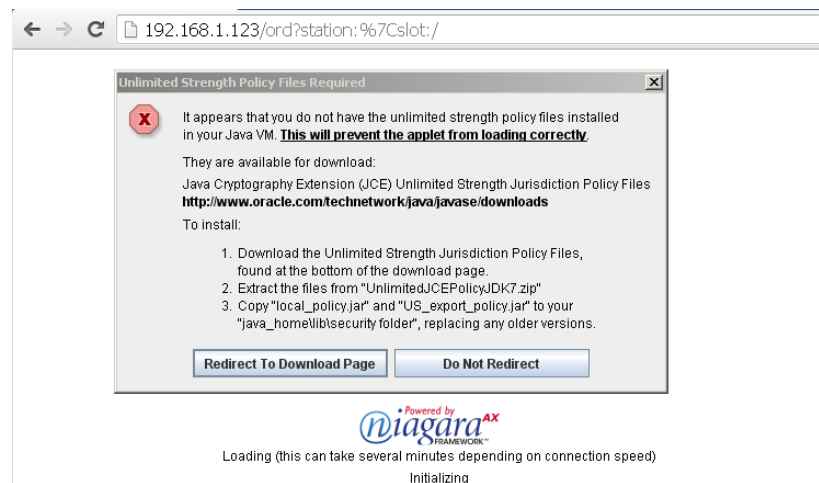 192.168.1.123/ord?station:%7Cslot:/
Unlimited Strength Policy Files Required
It appears that you do not have the unlimited strength policy files installed
in your Java VM. This will prevent the applet from loading correctly.
They are available for download:
Java Cryptography Extension (JCE) Unlimited Strength Jurisdiction Policy Files
http://www.oracle.com/technetwork/java/javase/downloads
To install:
1. Download the Unlimited Strength Jurisdiction Policy Files,
found at the bottom of the download page.
2. Extract the files from "UnlimitedJCEPolicyJDK7.zip"
3. Copy "local_policy.jar" and "US_export_policy.jar" to your
"java_home\lib\security folder", replacing any older versions.
Redirect To Download Page Do Not Redirect
Powered by
niagara AX
FRAMEWORK™
Loading (this can take several minutes depending on connection speed)
Initializing